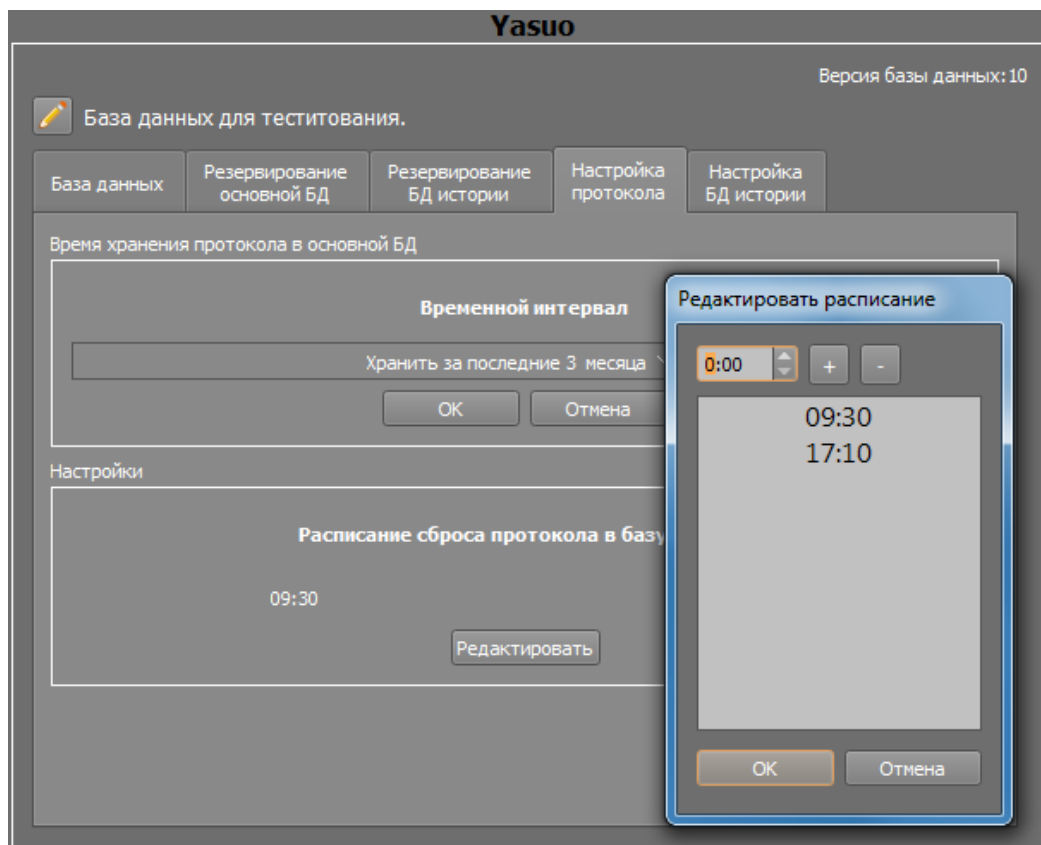 Yasuo
Версия базы данных:10
База данных для теститования.
База данных
Резервирование
основной БД
Резервирование
БД истории
Настройка
протокола
Настройка
БД истории
Время хранения протокола в основной БД
Временной интервал
Хранить за последние 3 месяца
OK
Отмена
Настройки
Расписание сброса протокола в базу
09:30
Редактировать
Редактировать расписание
0:00
+
-
09:30
17:10
OK
Отмена